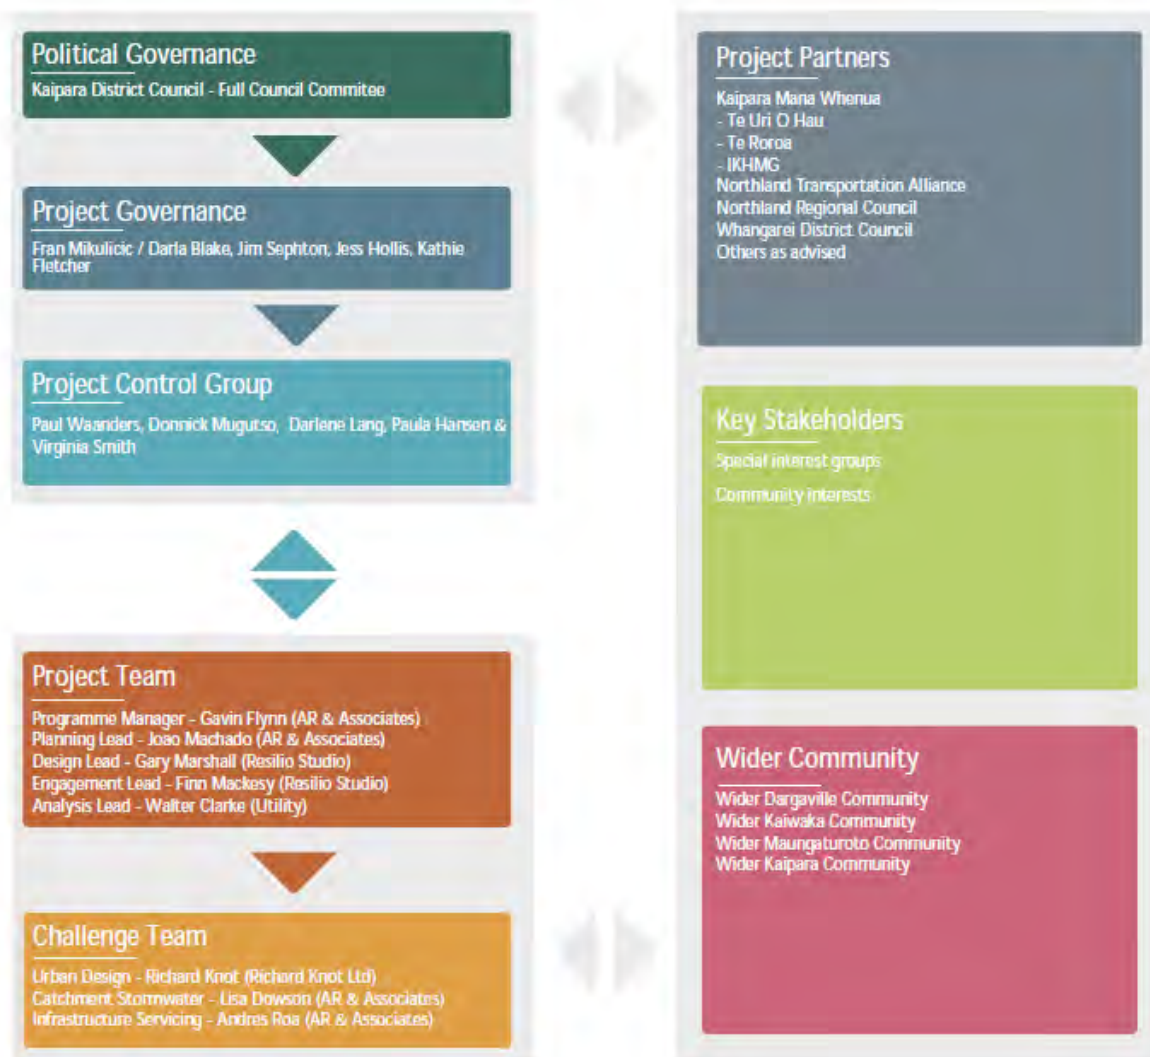 Political Governance
Kaipara District Council - Full Council Commitee
Project Governance
Fran Mikulicic / Darla Blake, Jim Sephton, Jess Hollis, Kathie
Fletcher
Project Control Group
Paul Waanders, Donnick Mugutso, Darlene Lang, Paula Hansen &
Virginia Smith
Project Team
Programme Manager - Gavin Flynn (AR & Associates)
Planning Lead - Joao Machado (AR & Associates)
Design Lead - Gary Marshall (Resilio Studio)
Engagement Lead - Finn Mackesy (Resilio Studio)
Analysis Lead - Walter Clarke (Utility)
Challenge Team
Urban Design - Richard Knot (Richard Knot Ltd)
Catchment Stormwater - Lisa Dowson (AR & Associates)
Infrastructure Servicing - Andres Roa (AR & Associates)
Project Partners
Kaipara Mana Whenua
- Te Uri O Hau
- Te Roroa
- IKHMG
Northland Transportation Alliance
Northland Regional Council
Whangarei District Council
Others as advised
Key Stakeholders
Special interest groups
Community interests
Wider Community
Wider Dargaville Community
Wider Kaiwaka Community
Wider Maungaturoto Community
Wider Kaipara Community